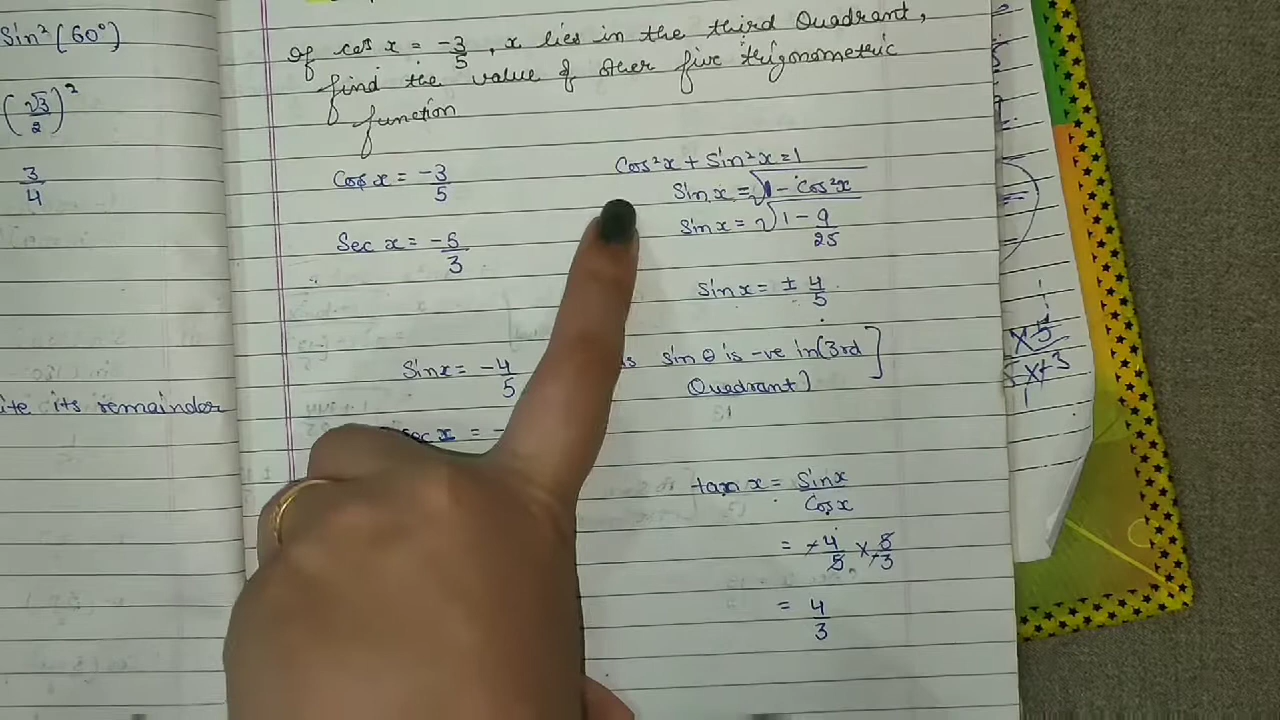 Sin²(60°)
(√3/2)²
3/4
ite its remainder
If cos x = -3/5, x lies in the third Quadrant,
find the value of other five trigonometric
function
Cos x = -3/5
Sec x = -5/3
Sin x = -4/5
sec x = -
Cos²x + Sin²x = 1
Sin x = √1 - Cos²x
Sin x = √1 - 9/25
Sin x = ± 4/5
is sin θ is -ve in (3rd
Quadrant)]
tan x = Sin x/Cos x
= -4/5 × 5/-3
= 4/3